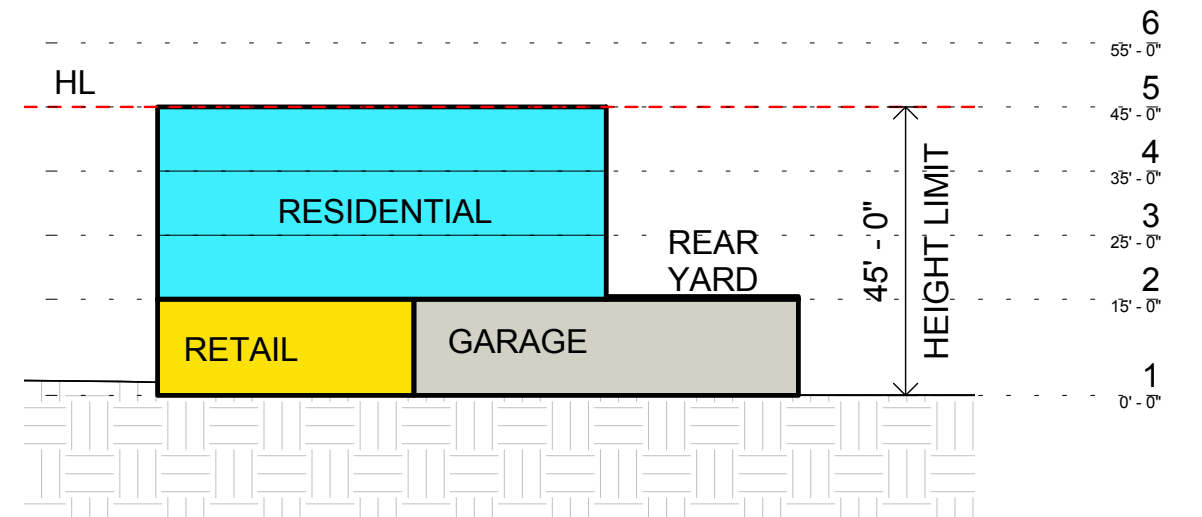 6
55' - 0"
HL
5
45' - 0"
4
35' - 0"
RESIDENTIAL
3
25' - 0"
REAR
YARD
45' - 0"
HEIGHT LIMIT
2
15' - 0"
RETAIL
GARAGE
1
0' - 0"